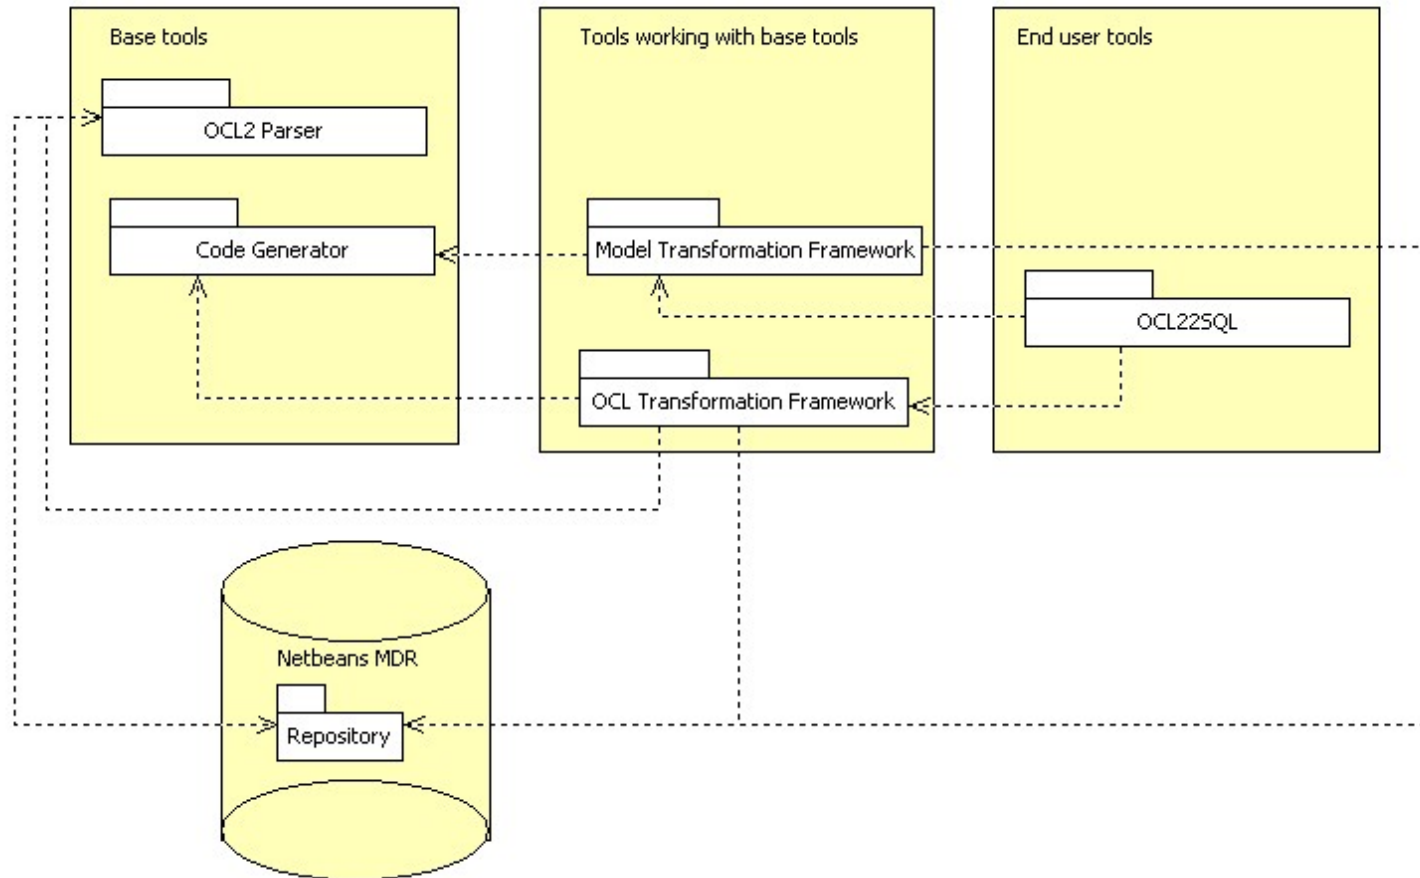 Base tools
OCL2 Parser
Code Generator
Tools working with base tools
Model Transformation Framework
OCL Transformation Framework
End user tools
OCL22SQL
Netbeans MDR
Repository